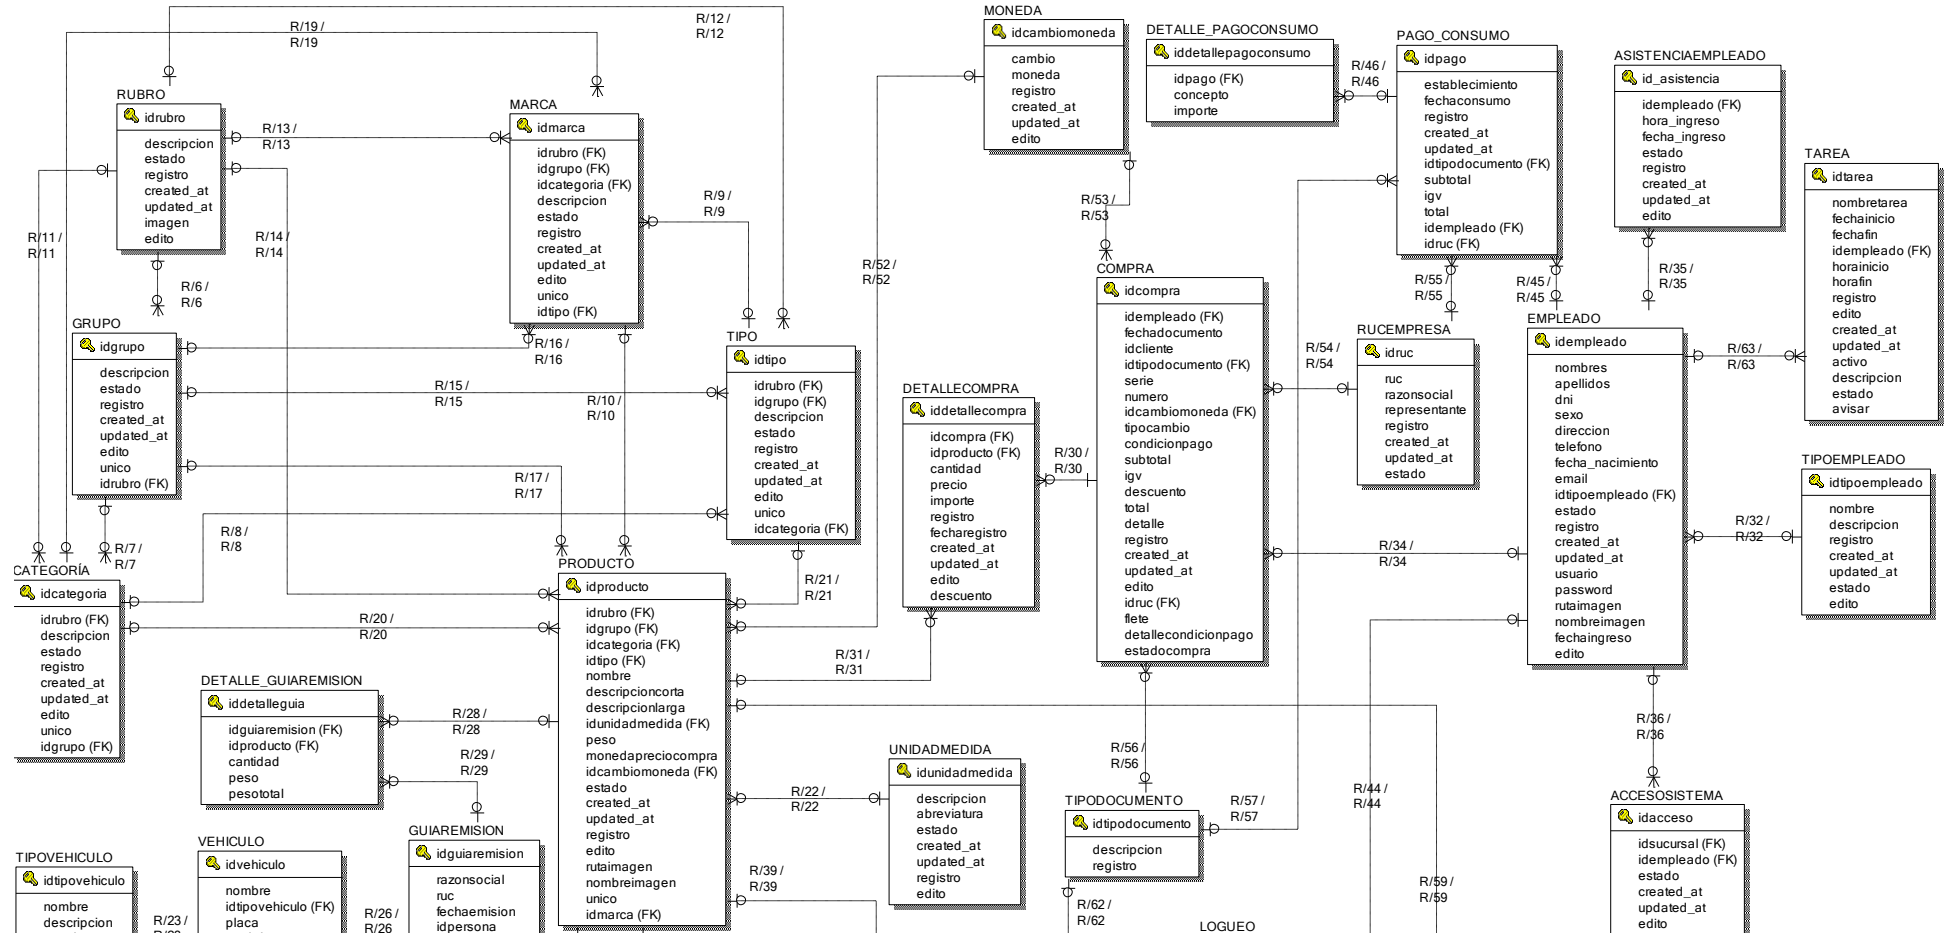 R/19 /
R/19
R/12 /
R/12
RUBRO
idrubro
descripcion
estado
registro
created_at
updated_at
imagen
edito
R/13 /
R/13
R/11 /
R/11
R/14 /
R/14
R/6 /
R/6
MARCA
idmarca
idrubro (FK)
idgrupo (FK)
idcategoria (FK)
descripcion
estado
registro
created_at
updated_at
edito
unico
idtipo (FK)
R/9 /
R/9
GRUPO
idgrupo
descripcion
estado
registro
created_at
updated_at
edito
unico
idrubro (FK)
R/16 /
R/16
R/15 /
R/15
R/10 /
R/10
R/17 /
R/17
R/8 /
R/8
R/7 /
R/7
TIPO
idtipo
idrubro (FK)
idgrupo (FK)
descripcion
estado
registro
created_at
updated_at
edito
unico
idcategoria (FK)
CATEGORÍA
idcategoria
idrubro (FK)
descripcion
estado
registro
created_at
updated_at
edito
unico
idgrupo (FK)
R/20 /
R/20
R/21 /
R/21
PRODUCTO
idproducto
idrubro (FK)
idgrupo (FK)
idcategoria (FK)
idtipo (FK)
nombre
descripcioncorta
descripcionlarga
idunidadmedida (FK)
peso
monedapreciocompra
idcambiomoneda (FK)
estado
created_at
updated_at
registro
edito
rutaimagen
nombreimagen
unico
idmarca (FK)
DETALLE_GUIAREMISION
iddetalleguia
idguiaremision (FK)
idproducto (FK)
cantidad
peso
pesototal
R/28 /
R/28
R/29 /
R/29
GUIAREMISION
idguiaremision
razonsocial
ruc
fechaemision
idpersona
TIPOVEHICULO
idtipovehiculo
nombre
descripcion
R/23 /
VEHICULO
idvehiculo
nombre
idtipovehiculo (FK)
placa
R/26 /
R/26
MONEDA
idcambiomoneda
cambio
moneda
registro
created_at
updated_at
edito
R/52 /
R/52
R/53 /
R/53
DETALLE_PAGOCONSUMO
iddetallepagoconsumo
idpago (FK)
concepto
importe
R/46 /
R/46
PAGO_CONSUMO
idpago
establecimiento
fechaconsumo
registro
created_at
updated_at
idtipodocumento (FK)
subtotal
igv
total
idempleado (FK)
idruc (FK)
R/55 /
R/55
R/45 /
R/45
ASISTENCIAEMPLEADO
id_asistencia
idempleado (FK)
hora_ingreso
fecha_ingreso
estado
registro
created_at
updated_at
edito
R/35 /
R/35
TAREA
idtarea
nombretarea
fechainicio
fechafin
idempleado (FK)
horainicio
horafin
registro
edito
created_at
updated_at
activo
descripcion
estado
avisar
COMPRA
idcompra
idempleado (FK)
fechadocumento
idcliente
idtipodocumento (FK)
serie
numero
idcambiomoneda (FK)
tipocambio
condicionpago
subtotal
igv
descuento
total
detalle
registro
created_at
updated_at
edito
idruc (FK)
flete
detallecondicionpago
estadocompra
R/54 /
R/54
RUCEMPRESA
idruc
ruc
razonsocial
representante
registro
created_at
updated_at
estado
EMPLEADO
idempleado
nombres
apellidos
dni
sexo
direccion
telefono
fecha_nacimiento
email
idtipoempleado (FK)
estado
registro
created_at
updated_at
usuario
password
rutaimagen
nombreimagen
fechaingreso
edito
R/63 /
R/63
TIPOEMPLEADO
idtipoempleado
nombre
descripcion
registro
created_at
updated_at
estado
edito
R/32 /
R/32
R/34 /
R/34
DETALLECOMPRA
iddetallecompra
idcompra (FK)
idproducto (FK)
cantidad
precio
importe
registro
fecharegistro
created_at
updated_at
edito
descuento
R/30 /
R/30
R/31 /
R/31
R/36 /
R/36
R/56 /
R/56
UNIDADMEDIDA
idunidadmedida
descripcion
abreviatura
estado
created_at
updated_at
registro
edito
R/22 /
R/22
R/39 /
R/39
TIPODOCUMENTO
idtipodocumento
descripcion
registro
R/57 /
R/57
R/44 /
R/44
R/59 /
R/59
R/62 /
R/62
LOGUEO
ACCESOSISTEMA
idacceso
idsucursal (FK)
idempleado (FK)
estado
created_at
updated_at
edito